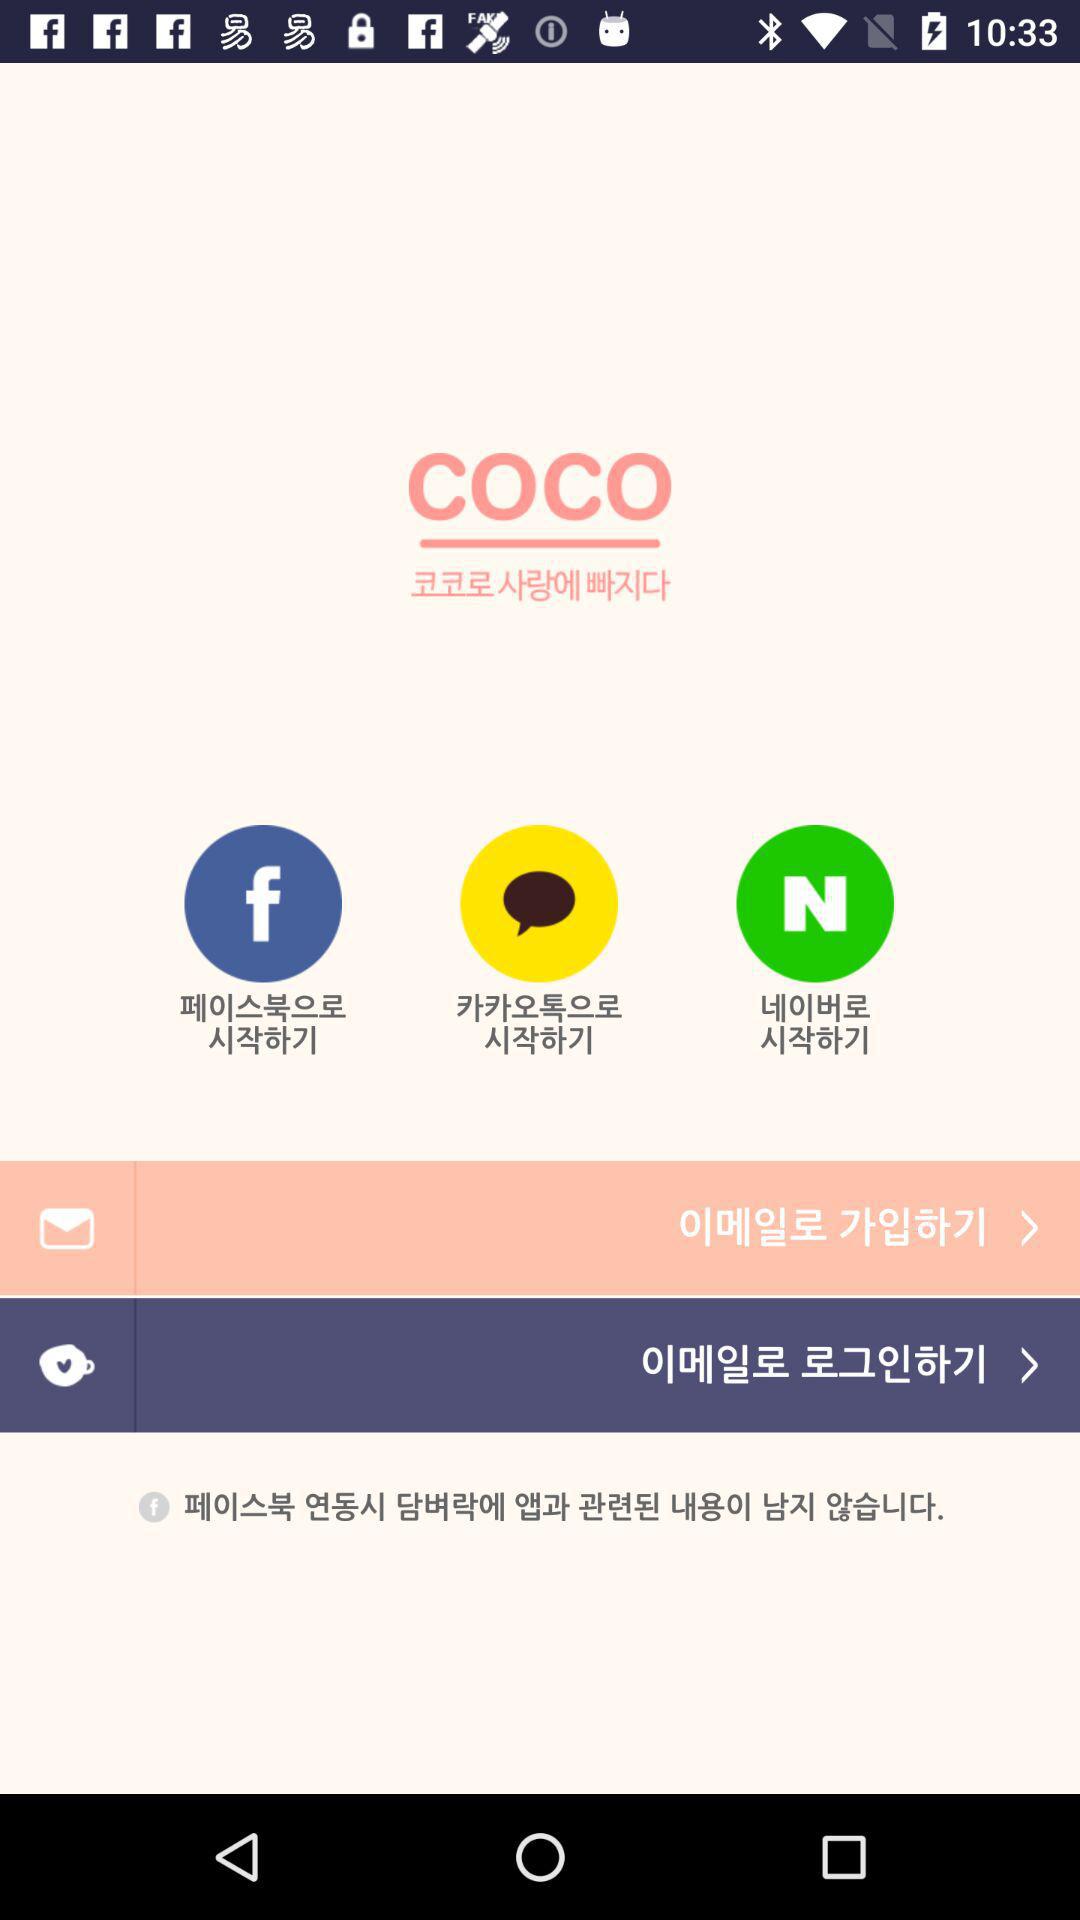 FAKE
10:33
COCO
코코로 사랑에 빠지다
페이스북으로
시작하기
카카오톡으로
시작하기
N
네이버로
시작하기
이메일로 가입하기
이메일로 로그인하기
페이스북 연동시 담벼락에 앱과 관련된 내용이 남지 않습니다.